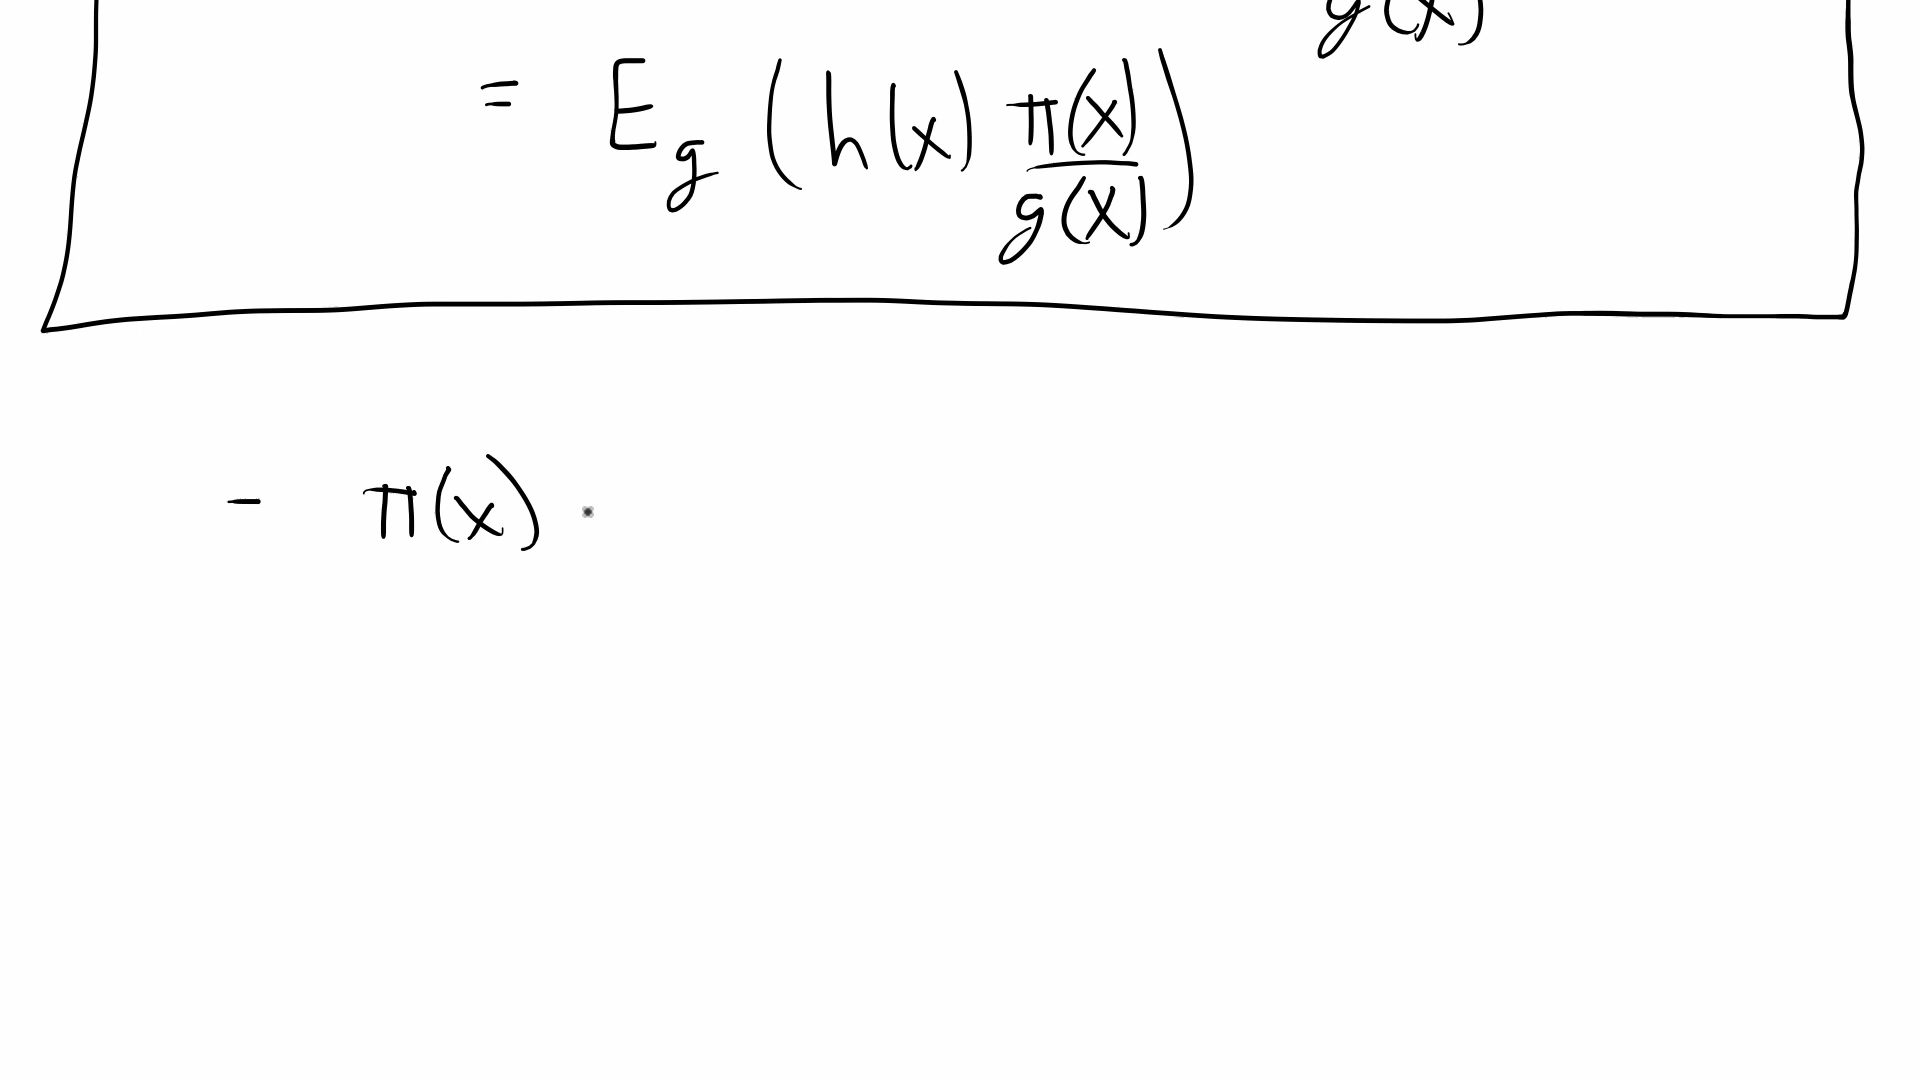 g(x)
= E_g ( h(x) π(x)/g(x) )
- π(x)